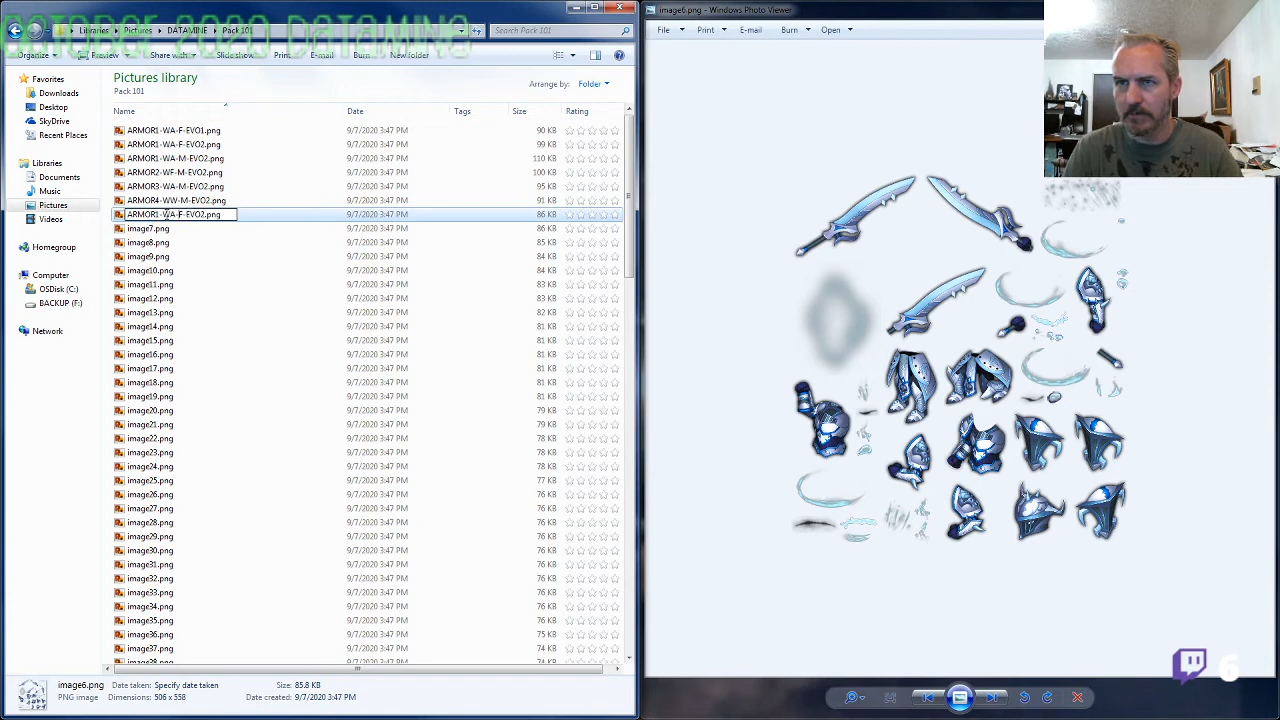 OCTOBER 2020 DATAMINE
Libraries ▸ Pictures ▸ DATAMINE ▸ Pack 101
Search Pack 101
Organize Preview Share with Slide show Print E-mail Burn New folder
Pictures library
Pack 101
Arrange by: Folder
Name Date Tags Size Rating
Favorites
Downloads
Desktop
SkyDrive
Recent Places
Libraries
Documents
Music
Pictures
Videos
Homegroup
Computer
OSDisk (C:)
BACKUP (F:)
Network
ARMOR1-WA-F-EVO1.png 9/7/2020 3:47 PM 90 KB
ARMOR1-WA-F-EVO2.png 9/7/2020 3:47 PM 99 KB
ARMOR1-WA-M-EVO2.png 9/7/2020 3:47 PM 110 KB
ARMOR2-WF-M-EVO2.png 9/7/2020 3:47 PM 100 KB
ARMOR3-WA-M-EVO2.png 9/7/2020 3:47 PM 95 KB
ARMOR4-WW-M-EVO2.png 9/7/2020 3:47 PM 91 KB
ARMOR1-WA-F-EVO2.png 9/7/2020 3:47 PM 86 KB
image7.png 9/7/2020 3:47 PM 86 KB
image8.png 9/7/2020 3:47 PM 85 KB
image9.png 9/7/2020 3:47 PM 84 KB
image10.png 9/7/2020 3:47 PM 84 KB
image11.png 9/7/2020 3:47 PM 83 KB
image12.png 9/7/2020 3:47 PM 83 KB
image13.png 9/7/2020 3:47 PM 82 KB
image14.png 9/7/2020 3:47 PM 82 KB
image15.png 9/7/2020 3:47 PM 81 KB
image16.png 9/7/2020 3:47 PM 81 KB
image17.png 9/7/2020 3:47 PM 81 KB
image18.png 9/7/2020 3:47 PM 81 KB
image19.png 9/7/2020 3:47 PM 81 KB
image20.png 9/7/2020 3:47 PM 79 KB
image21.png 9/7/2020 3:47 PM 79 KB
image22.png 9/7/2020 3:47 PM 78 KB
image23.png 9/7/2020 3:47 PM 78 KB
image24.png 9/7/2020 3:47 PM 78 KB
image25.png 9/7/2020 3:47 PM 77 KB
image26.png 9/7/2020 3:47 PM 76 KB
image27.png 9/7/2020 3:47 PM 76 KB
image28.png 9/7/2020 3:47 PM 76 KB
image29.png 9/7/2020 3:47 PM 76 KB
image30.png 9/7/2020 3:47 PM 76 KB
image31.png 9/7/2020 3:47 PM 76 KB
image32.png 9/7/2020 3:47 PM 76 KB
image33.png 9/7/2020 3:47 PM 76 KB
image34.png 9/7/2020 3:47 PM 76 KB
image35.png 9/7/2020 3:47 PM 76 KB
image36.png 9/7/2020 3:47 PM 75 KB
image37.png 9/7/2020 3:47 PM 74 KB
image38.png 9/7/2020 3:47 PM 74 KB
image6.png Date taken: Specify date taken Size: 85.8 KB
PNG image Dimensions: 506 x 558 Date created: 9/7/2020 3:47 PM
image6.png - Windows Photo Viewer
File Print E-mail Burn Open
6